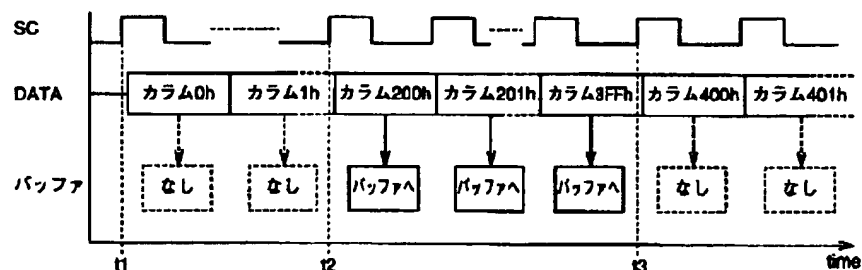 SC
DATA
カラム0h
カラム1h
カラム200h
カラム201h
カラム3FFh
カラム400h
カラム401h
バッファ
なし
なし
バッファへ
バッファへ
バッファへ
なし
なし
t1
t2
t3
time